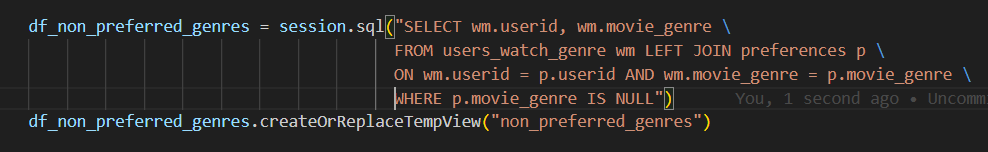 df_non_preferred_genres = session.sql("SELECT wm.userid, wm.movie_genre \
FROM users_watch_genre wm LEFT JOIN preferences p \
ON wm.userid = p.userid AND wm.movie_genre = p.movie_genre \
WHERE p.movie_genre IS NULL") You, 1 second ago • Uncomm
df_non_preferred_genres.createOrReplaceTempView("non_preferred_genres")